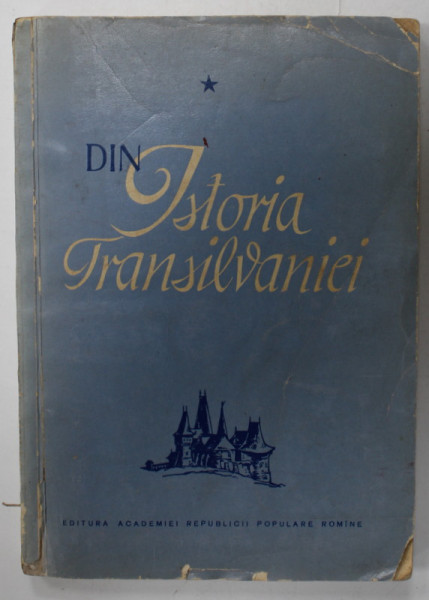 DIN Istoria
Transilvaniei
EDITURA ACADEMIEI REPUBLICII POPULARE ROMÎNE